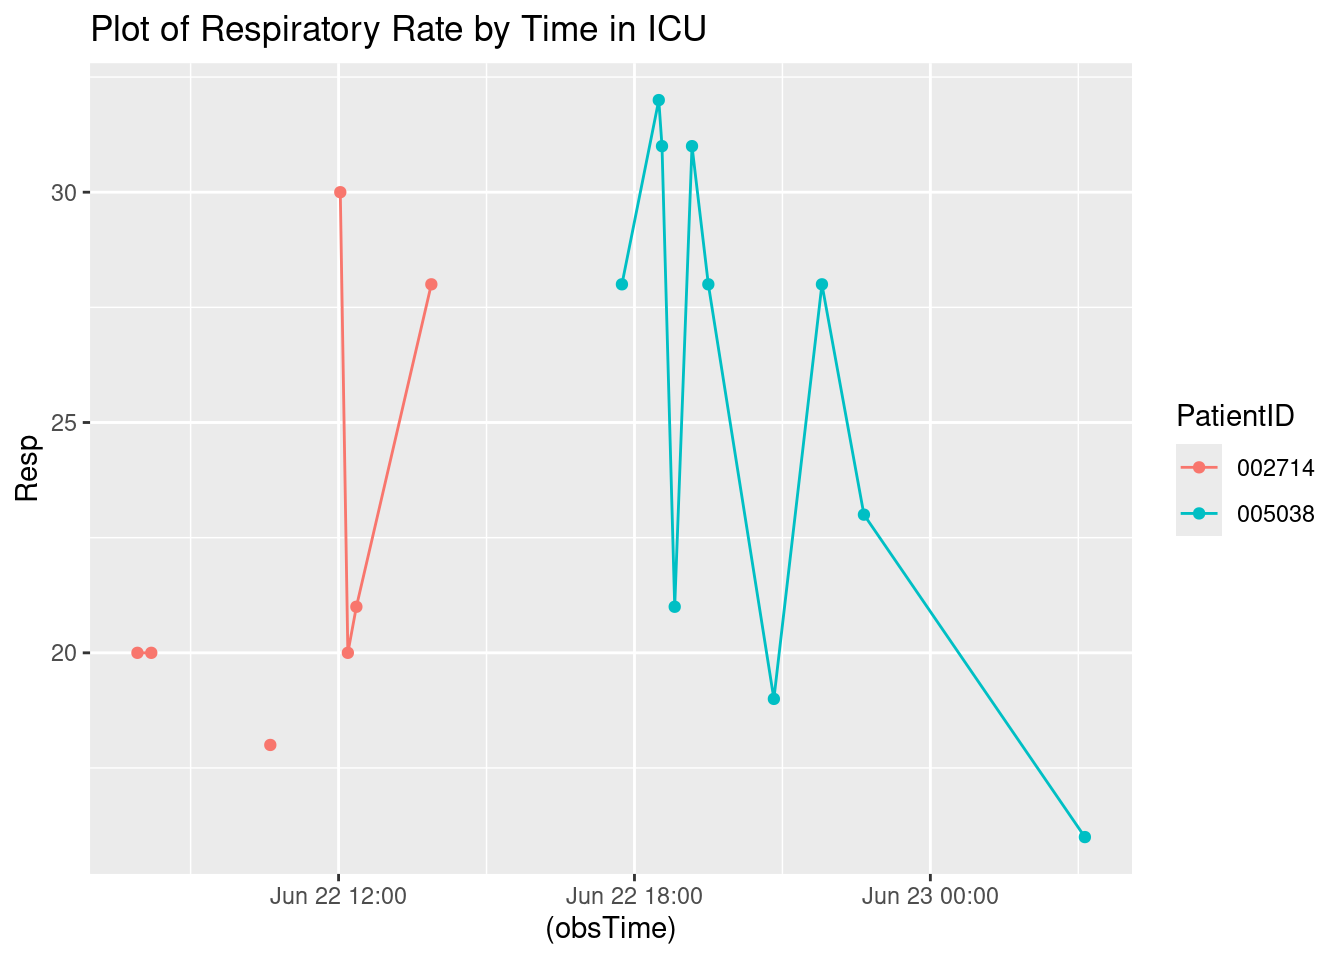 Plot of Respiratory Rate by Time in ICU
Resp
30
25
20
Jun 22 12:00 Jun 22 18:00 Jun 23 00:00
(obsTime)
PatientID
002714
005038